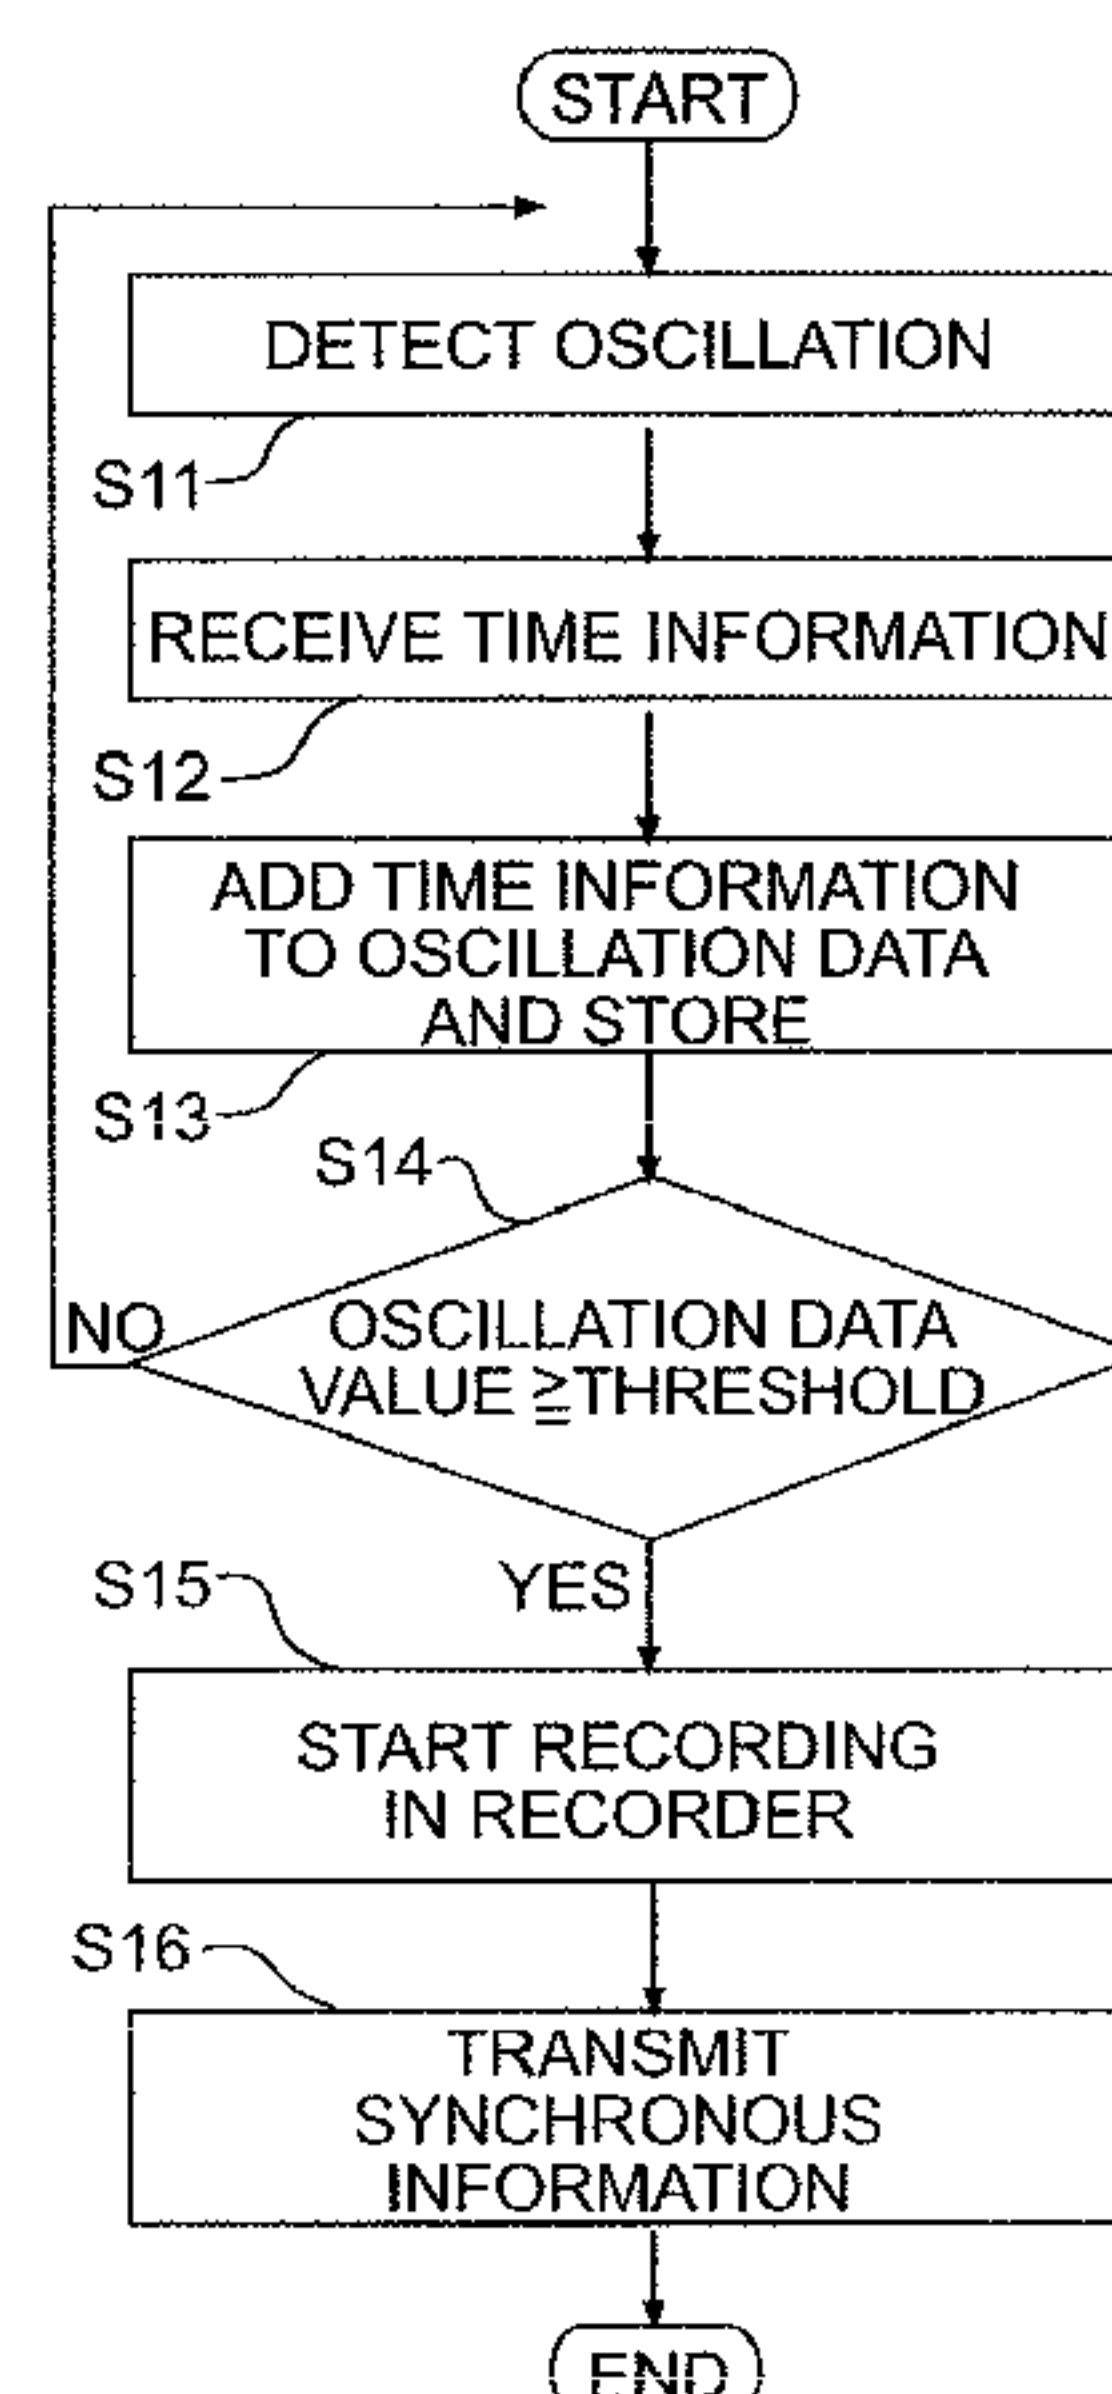 START
DETECT OSCILLATION
S11
RECEIVE TIME INFORMATION
S12
ADD TIME INFORMATION
TO OSCILLATION DATA
AND STORE
S13
S14
NO
OSCILLATION DATA
VALUE ≧THRESHOLD
S15
YES
START RECORDING
IN RECORDER
S16
TRANSMIT
SYNCHRONOUS
INFORMATION
END